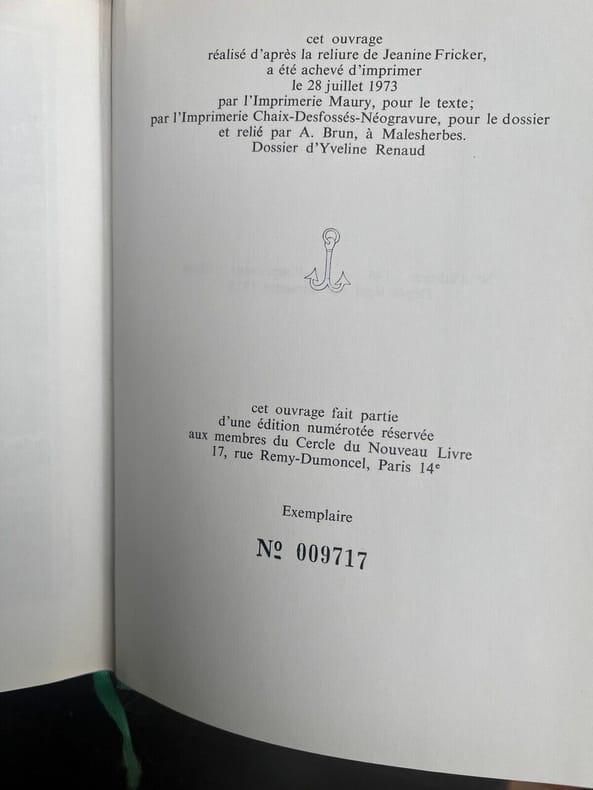 cet ouvrage
réalisé d'après la reliure de Jeanine Fricker,
a été achevé d'imprimer
le 28 juillet 1973
par l'Imprimerie Maury, pour le texte;
par l'Imprimerie Chaix-Desfossés-Néogravure, pour le dossier
et relié par A. Brun, à Malesherbes.
Dossier d'Yveline Renaud
cet ouvrage fait partie
d'une édition numérotée réservée
aux membres du Cercle du Nouveau Livre
17, rue Remy-Dumoncel, Paris 14e
Exemplaire
Nº 009717